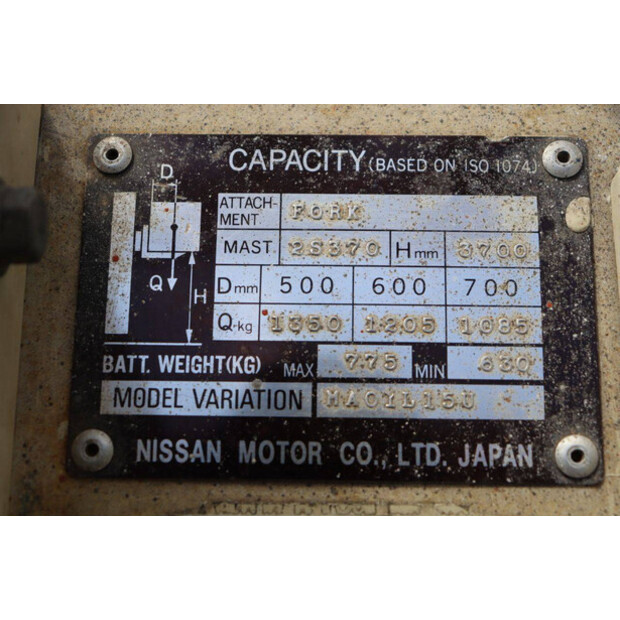 CAPACITY (BASED ON ISO 1074)
D
Q
H
ATTACH-
MENT FORK
MAST 2S370 Hmm 3700
Dmm 500 600 700
Q-kg 1350 1205 1085
BATT. WEIGHT(KG) MAX 775 MIN 630
MODEL VARIATION
NISSAN MOTOR CO., LTD. JAPAN